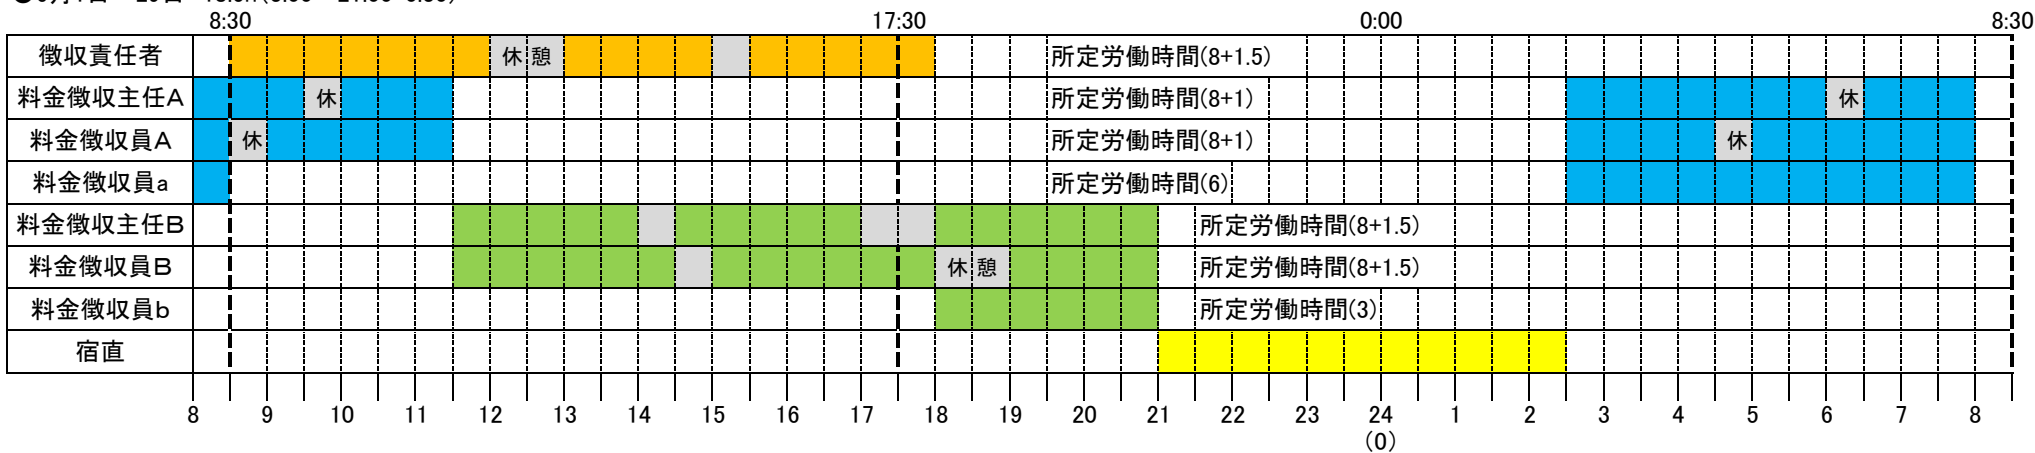 8:30 17:30 0:00 8:30
徴収責任者 休憩 所定労働時間(8+1.5)
料金徴収主任A 休 所定労働時間(8+1) 休
料金徴収員A 休 所定労働時間(8+1) 休
料金徴収員a 所定労働時間(6)
料金徴収主任B 所定労働時間(8+1.5)
料金徴収員B 休憩 所定労働時間(8+1.5)
料金徴収員b 所定労働時間(3)
宿直
8 9 10 11 12 13 14 15 16 17 18 19 20 21 22 23 24 1 2 3 4 5 6 7 8
(0)